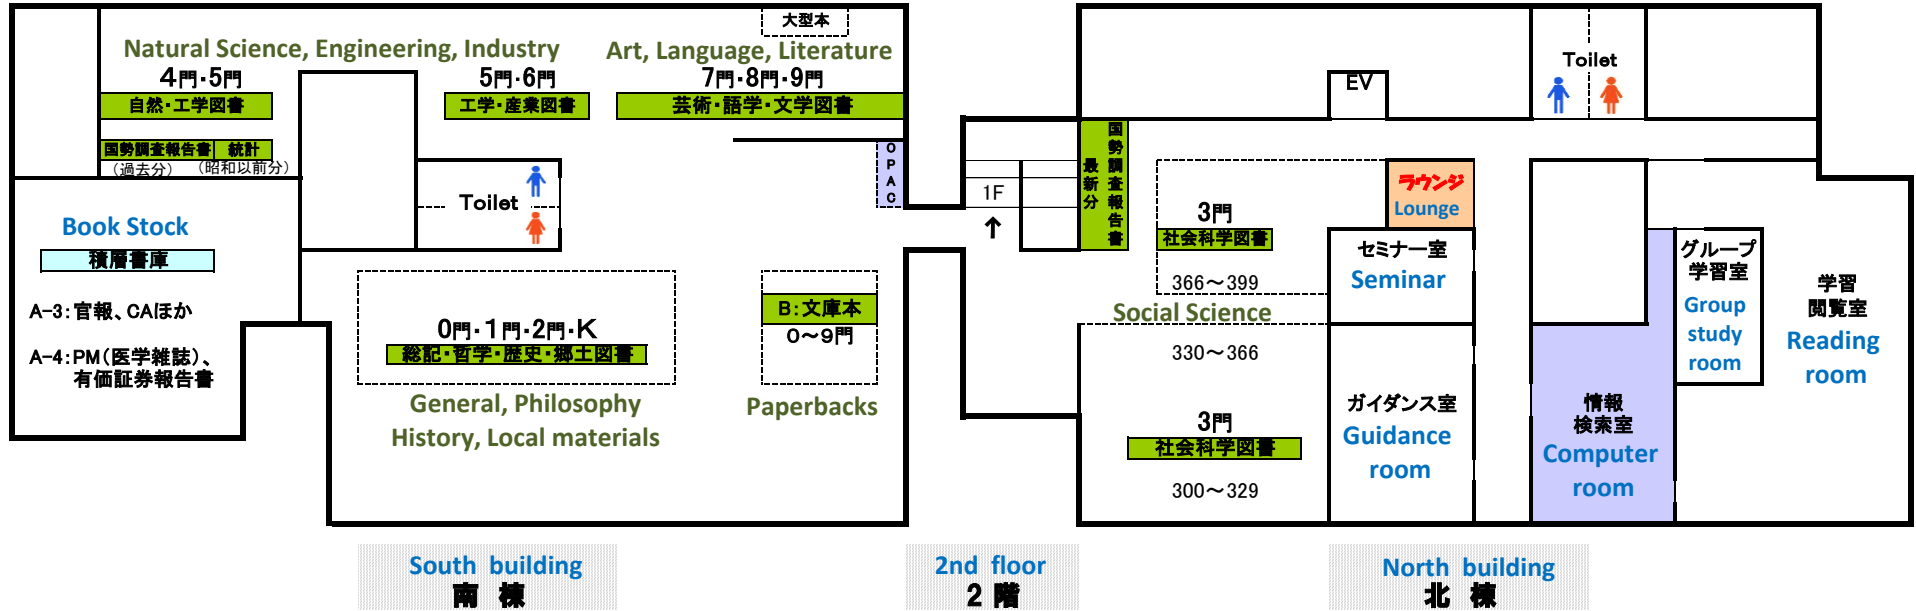 大型本
Natural Science, Engineering, Industry
Art, Language, Literature
4門・5門
5門・6門
7門・8門・9門
自然・工学図書
工学・産業図書
芸術・語学・文学図書
国勢調査報告書
統計
（過去分）
（昭和以前分）
OPAC
Toilet
Book Stock
積層書庫
A-3：官報、CAほか
A-4：PM（医学雑誌）、
有価証券報告書
0門・1門・2門・K
総記・哲学・歴史・郷土図書
General, Philosophy
History, Local materials
B：文庫本
0～9門
Paperbacks
1F
↑
国勢調査報告書
最新分
EV
Toilet
3門
社会科学図書
366～399
Social Science
330～366
3門
社会科学図書
300～329
ラウンジ
Lounge
セミナー室
Seminar
ガイダンス室
Guidance
room
グループ
学習室
Group
study
room
情報
検索室
Computer
room
学習
閲覧室
Reading
room
South building
南 棟
2nd floor
2 階
North building
北 棟